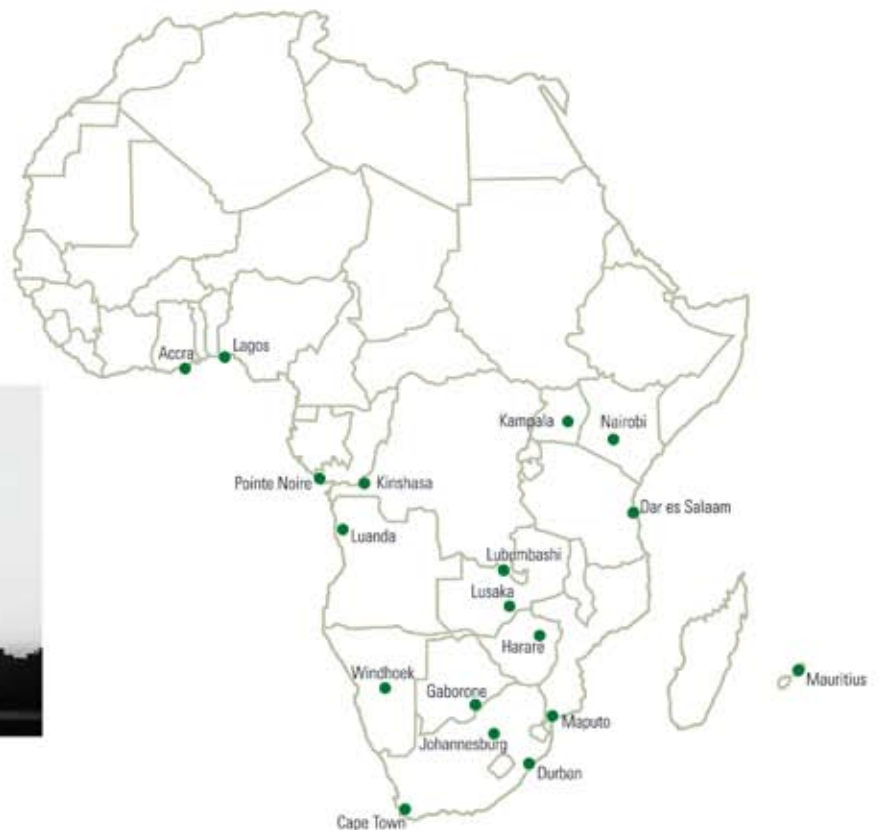 Accra
Lagos
Kampala
Nairobi
Pointe Noire
Kinshasa
Dar es Salaam
Luanda
Lubumbashi
Lusaka
Harare
Windhoek
Gaborone
Mauritius
Maputo
Johannesburg
Durban
Cape Town